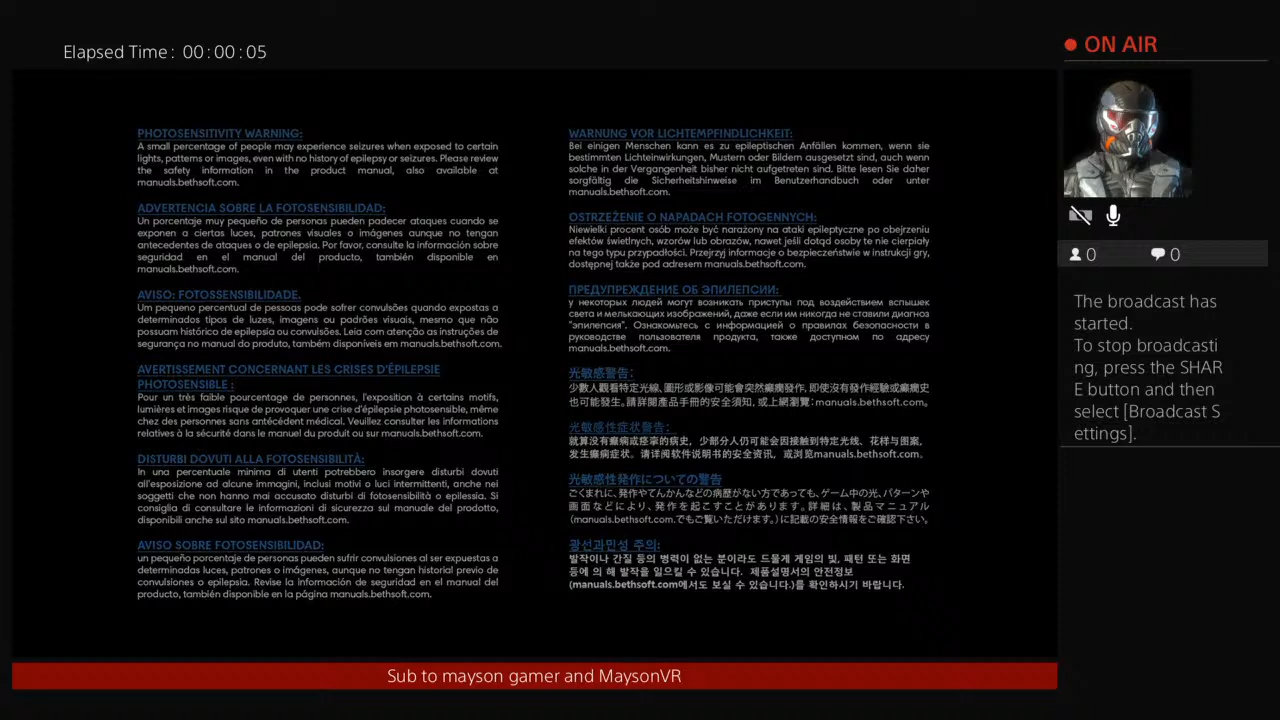 Elapsed Time: 00:00:05
PHOTOSENSITIVITY WARNING:
A small percentage of people may experience seizures when exposed to certain
lights, patterns or images, even with no history of epilepsy or seizures. Please review
the safety information in the product manual, also available at
manuals.bethsoft.com.
ADVERTENCIA SOBRE LA FOTOSENSIBILIDAD:
Un porcentaje muy pequeño de personas pueden padecer ataques cuando se
exponen a ciertas luces, patrones visuales o imágenes aunque no tengan
antecedentes de ataques o de epilepsia. Por favor, consulte la información sobre
seguridad en el manual del producto, también disponible en
manuals.bethsoft.com.
AVISO: FOTOSSENSIBILIDADE.
Um pequeno percentual de pessoas pode sofrer convulsões quando expostas a
determinados tipos de luzes, imagens ou padrões visuais, mesmo que não
possuam histórico de epilepsia ou convulsões. Leia com atenção as instruções de
segurança no manual do produto, também disponíveis em manuals.bethsoft.com.
AVERTISSEMENT CONCERNANT LES CRISES D'ÉPILEPSIE
PHOTOSENSIBLE :
Pour un très faible pourcentage de personnes, l'exposition à certains motifs,
lumières et images risque de provoquer une crise d'épilepsie photosensible, même
chez des personnes sans antécédent médical. Veuillez consulter les informations
relatives à la sécurité dans le manuel du produit ou sur manuals.bethsoft.com.
DISTURBI DOVUTI ALLA FOTOSENSIBILITÀ:
In una percentuale minima di utenti potrebbero insorgere disturbi dovuti
all'esposizione ad alcune immagini, inclusi motivi o luci intermittenti, anche nei
soggetti che non hanno mai accusato disturbi di fotosensibilità o epilessia. Si
consiglia di consultare le informazioni di sicurezza sul manuale del prodotto,
disponibili anche sul sito manuals.bethsoft.com.
AVISO SOBRE FOTOSENSIBILIDAD:
un pequeño porcentaje de personas pueden sufrir convulsiones al ser expuestas a
determinadas luces, patrones o imágenes, aunque no tengan historial previo de
convulsiones o epilepsia. Revise la información de seguridad en el manual del
producto, también disponible en la página manuals.bethsoft.com.
WARNUNG VOR LICHTEMPFINDLICHKEIT:
Bei einigen Menschen kann es zu epileptischen Anfällen kommen, wenn sie
bestimmten Lichteinwirkungen, Mustern oder Bildern ausgesetzt sind, auch wenn
solche in der Vergangenheit bisher nicht aufgetreten sind. Bitte lesen Sie daher
sorgfältig die Sicherheitshinweise im Benutzerhandbuch oder unter
manuals.bethsoft.com.
OSTRZEŻENIE O NAPADACH FOTOGENNYCH:
Niewielki procent osób może być narażony na ataki epileptyczne po obejrzeniu
efektów świetlnych, wzorów lub obrazów, nawet jeśli dotąd osoby te nie cierpiały
na tego typu przypadłości. Przejrzyj informacje o bezpieczeństwie w instrukcji gry,
dostępnej także pod adresem manuals.bethsoft.com.
ПРЕДУПРЕЖДЕНИЕ ОБ ЭПИЛЕПСИИ:
у некоторых людей могут возникать приступы под воздействием вспышек
света и мелькающих изображений, даже если им никогда не ставили диагноз
"эпилепсия". Ознакомьтесь с информацией о правилах безопасности в
руководстве пользователя продукта, также доступном по адресу
manuals.bethsoft.com.
光敏感警告：
少數人觀看特定光線、圖形或影像可能會突然癲癇發作，即使沒有發作經驗或癲癇史
也可能發生。請詳閱產品手冊的安全須知，或上網瀏覽：manuals.bethsoft.com。
光敏感性症状警告：
就算没有癫痫或痉挛的病史，少部分人仍可能会因接触到特定光线、花样与图案，
发生癫痫症状。请详阅软件说明书的安全资讯，或浏览manuals.bethsoft.com。
光敏感性発作についての警告
ごくまれに、発作やてんかんなどの病歴がない方であっても、ゲーム中の光、パターンや
画面などにより、発作を起こすことがあります。詳細は、製品マニュアル
（manuals.bethsoft.com.でもご覧いただけます。）に記載の安全情報をご確認下さい。
광선과민성 주의:
발작이나 간질 등의 병력이 없는 분이라도 드물게 게임의 빛, 패턴 또는 화면
등에 의 해 발작을 일으킬 수 있습니다. 제품설명서의 안전정보
(manuals.bethsoft.com에서도 보실 수 있습니다.)를 확인하시기 바랍니다.
Sub to mayson gamer and MaysonVR
ON AIR
0 0
The broadcast has
started.
To stop broadcasti
ng, press the SHAR
E button and then
select [Broadcast S
ettings].